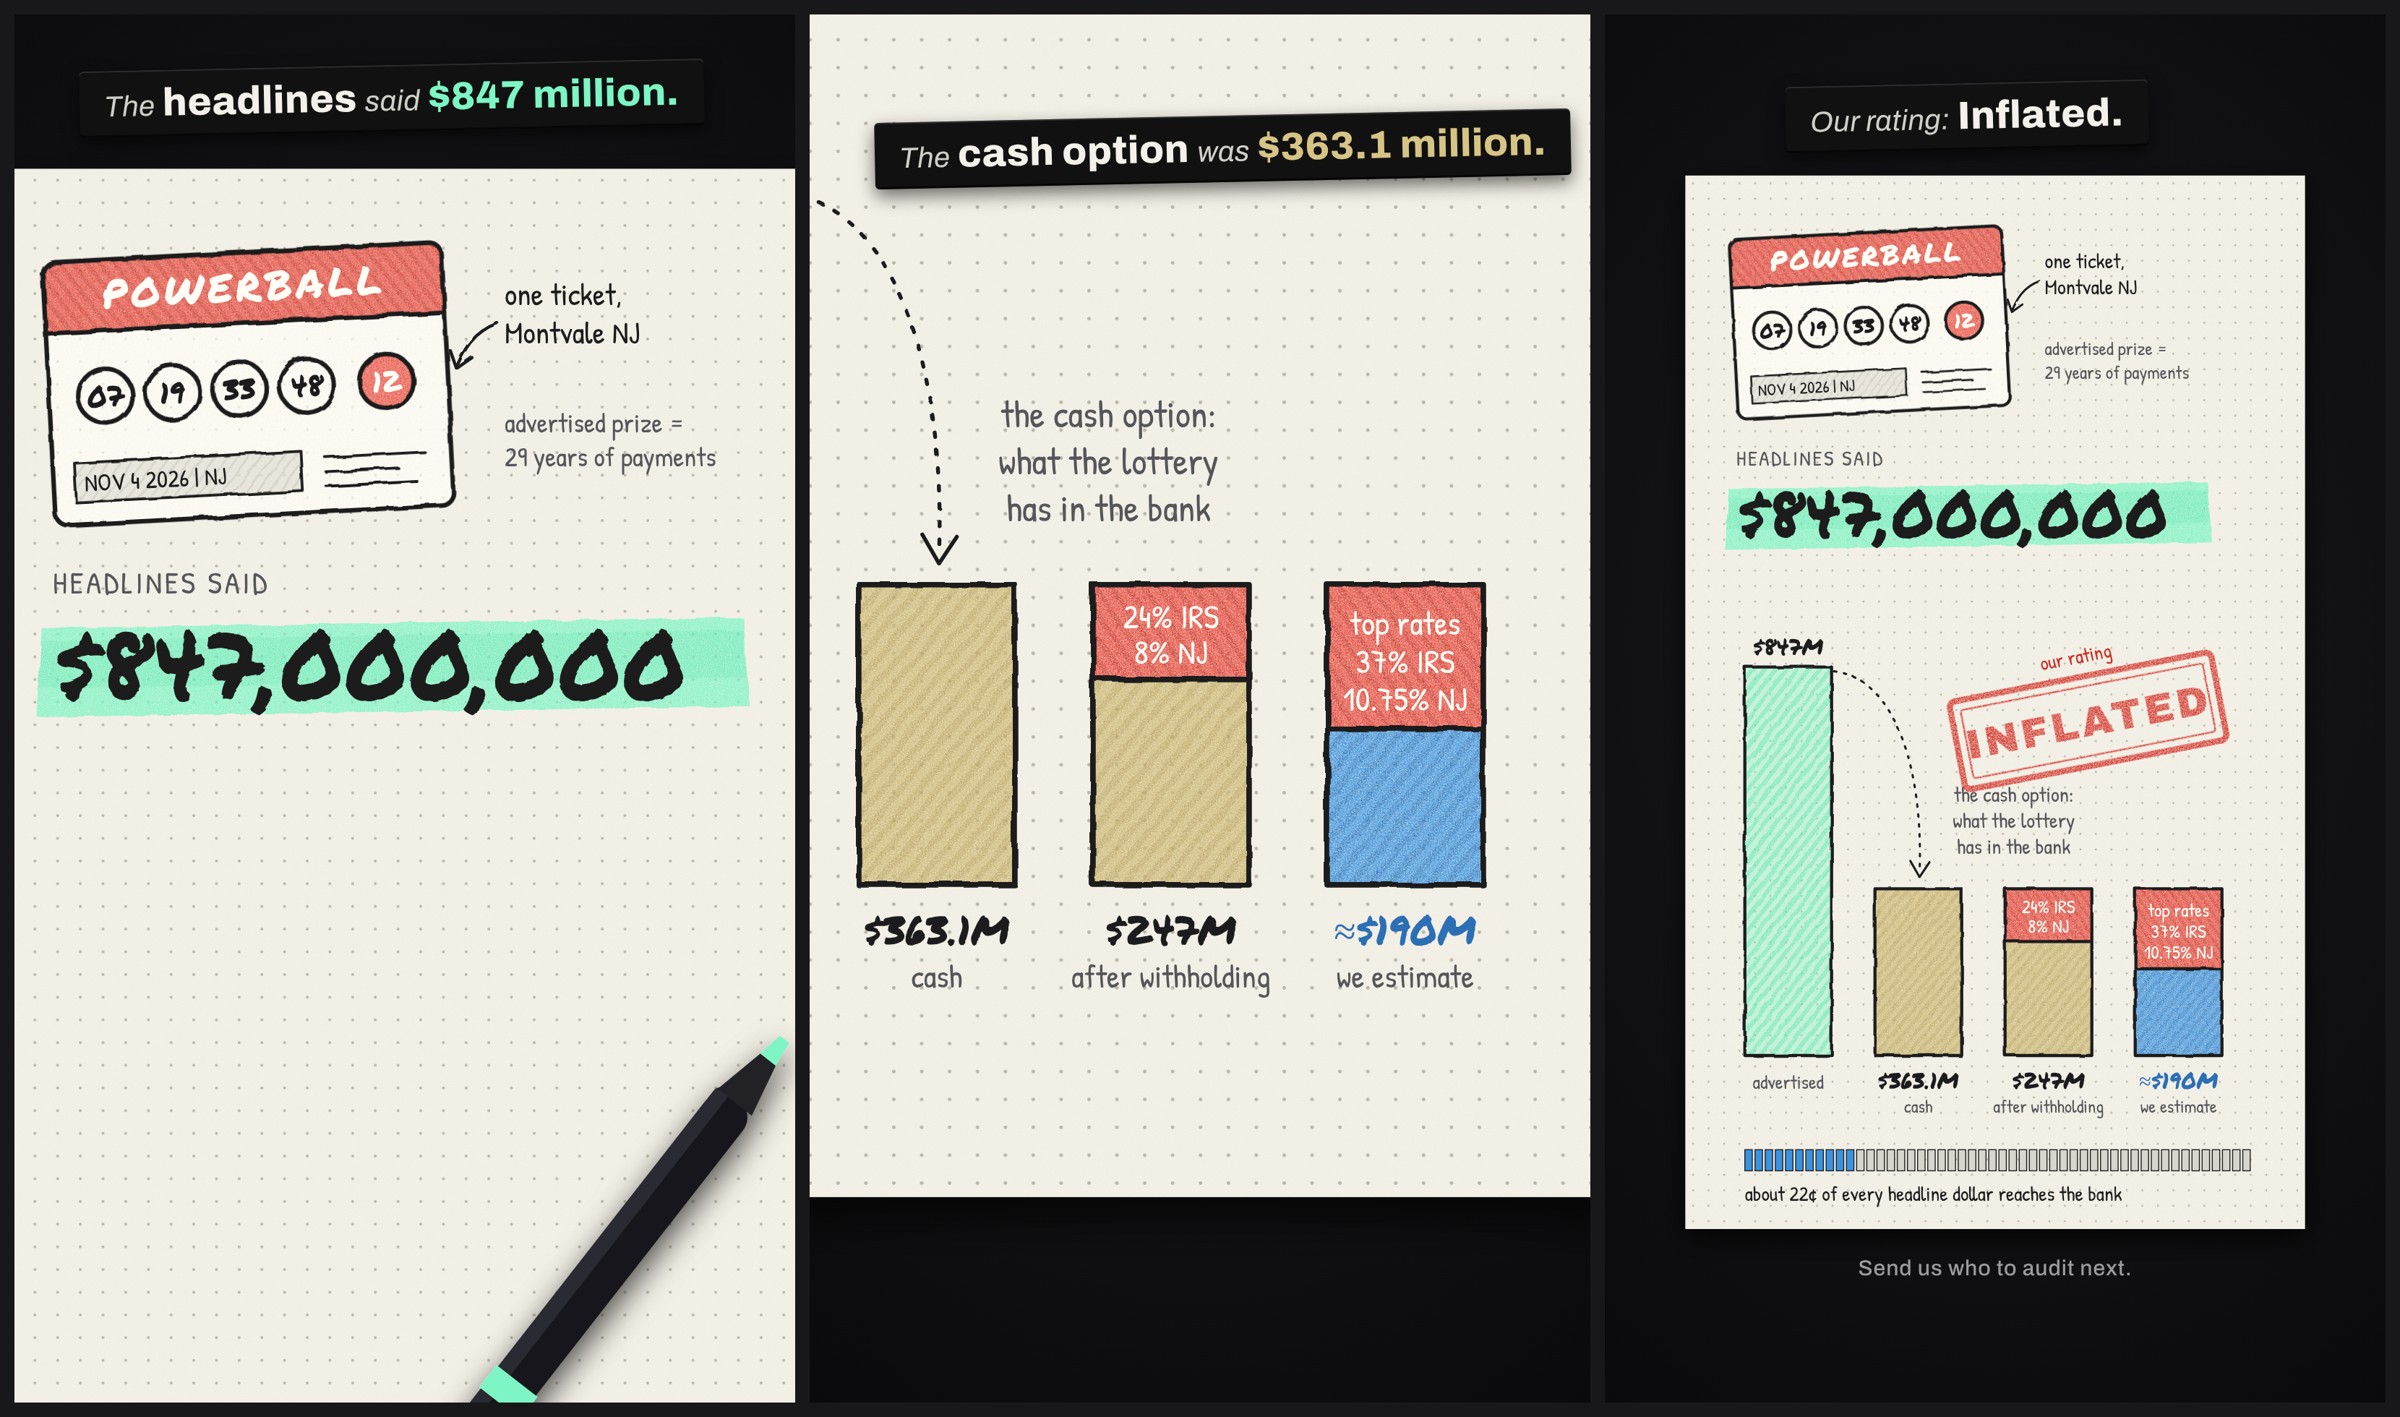 The headlines said $847 million.
POWERBALL
07 19 33 48 12
NOV 4 2026 | NJ
one ticket,
Montvale NJ
advertised prize =
29 years of payments
HEADLINES SAID
$847,000,000
The cash option was $363.1 million.
the cash option:
what the lottery
has in the bank
24% IRS
8% NJ
top rates
37% IRS
10.75% NJ
$363.1M
cash
$247M
after withholding
≈$190M
we estimate
Our rating: Inflated.
POWERBALL
07 19 33 48 12
NOV 4 2026 | NJ
one ticket,
Montvale NJ
advertised prize =
29 years of payments
HEADLINES SAID
$847,000,000
$847M
our rating
INFLATED
the cash option:
what the lottery
has in the bank
24% IRS
8% NJ
top rates
37% IRS
10.75% NJ
advertised
$363.1M
cash
$247M
after withholding
≈$190M
we estimate
about 22¢ of every headline dollar reaches the bank
Send us who to audit next.